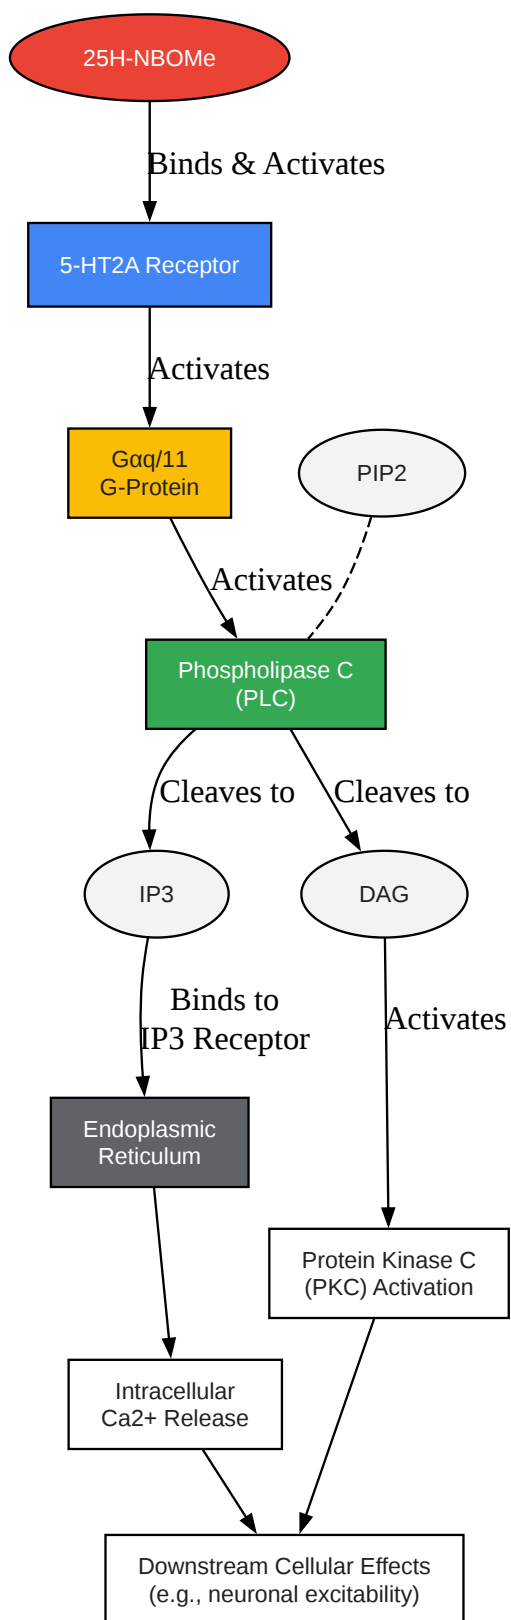 25H-NBOMe
Binds & Activates
5-HT2A Receptor
Activates
Gαq/11
G-Protein
PIP2
Activates
Phospholipase C
(PLC)
Cleaves to
Cleaves to
IP3
DAG
Binds to
IP3 Receptor
Activates
Endoplasmic
Reticulum
Protein Kinase C
(PKC) Activation
Intracellular
Ca2+ Release
Downstream Cellular Effects
(e.g., neuronal excitability)